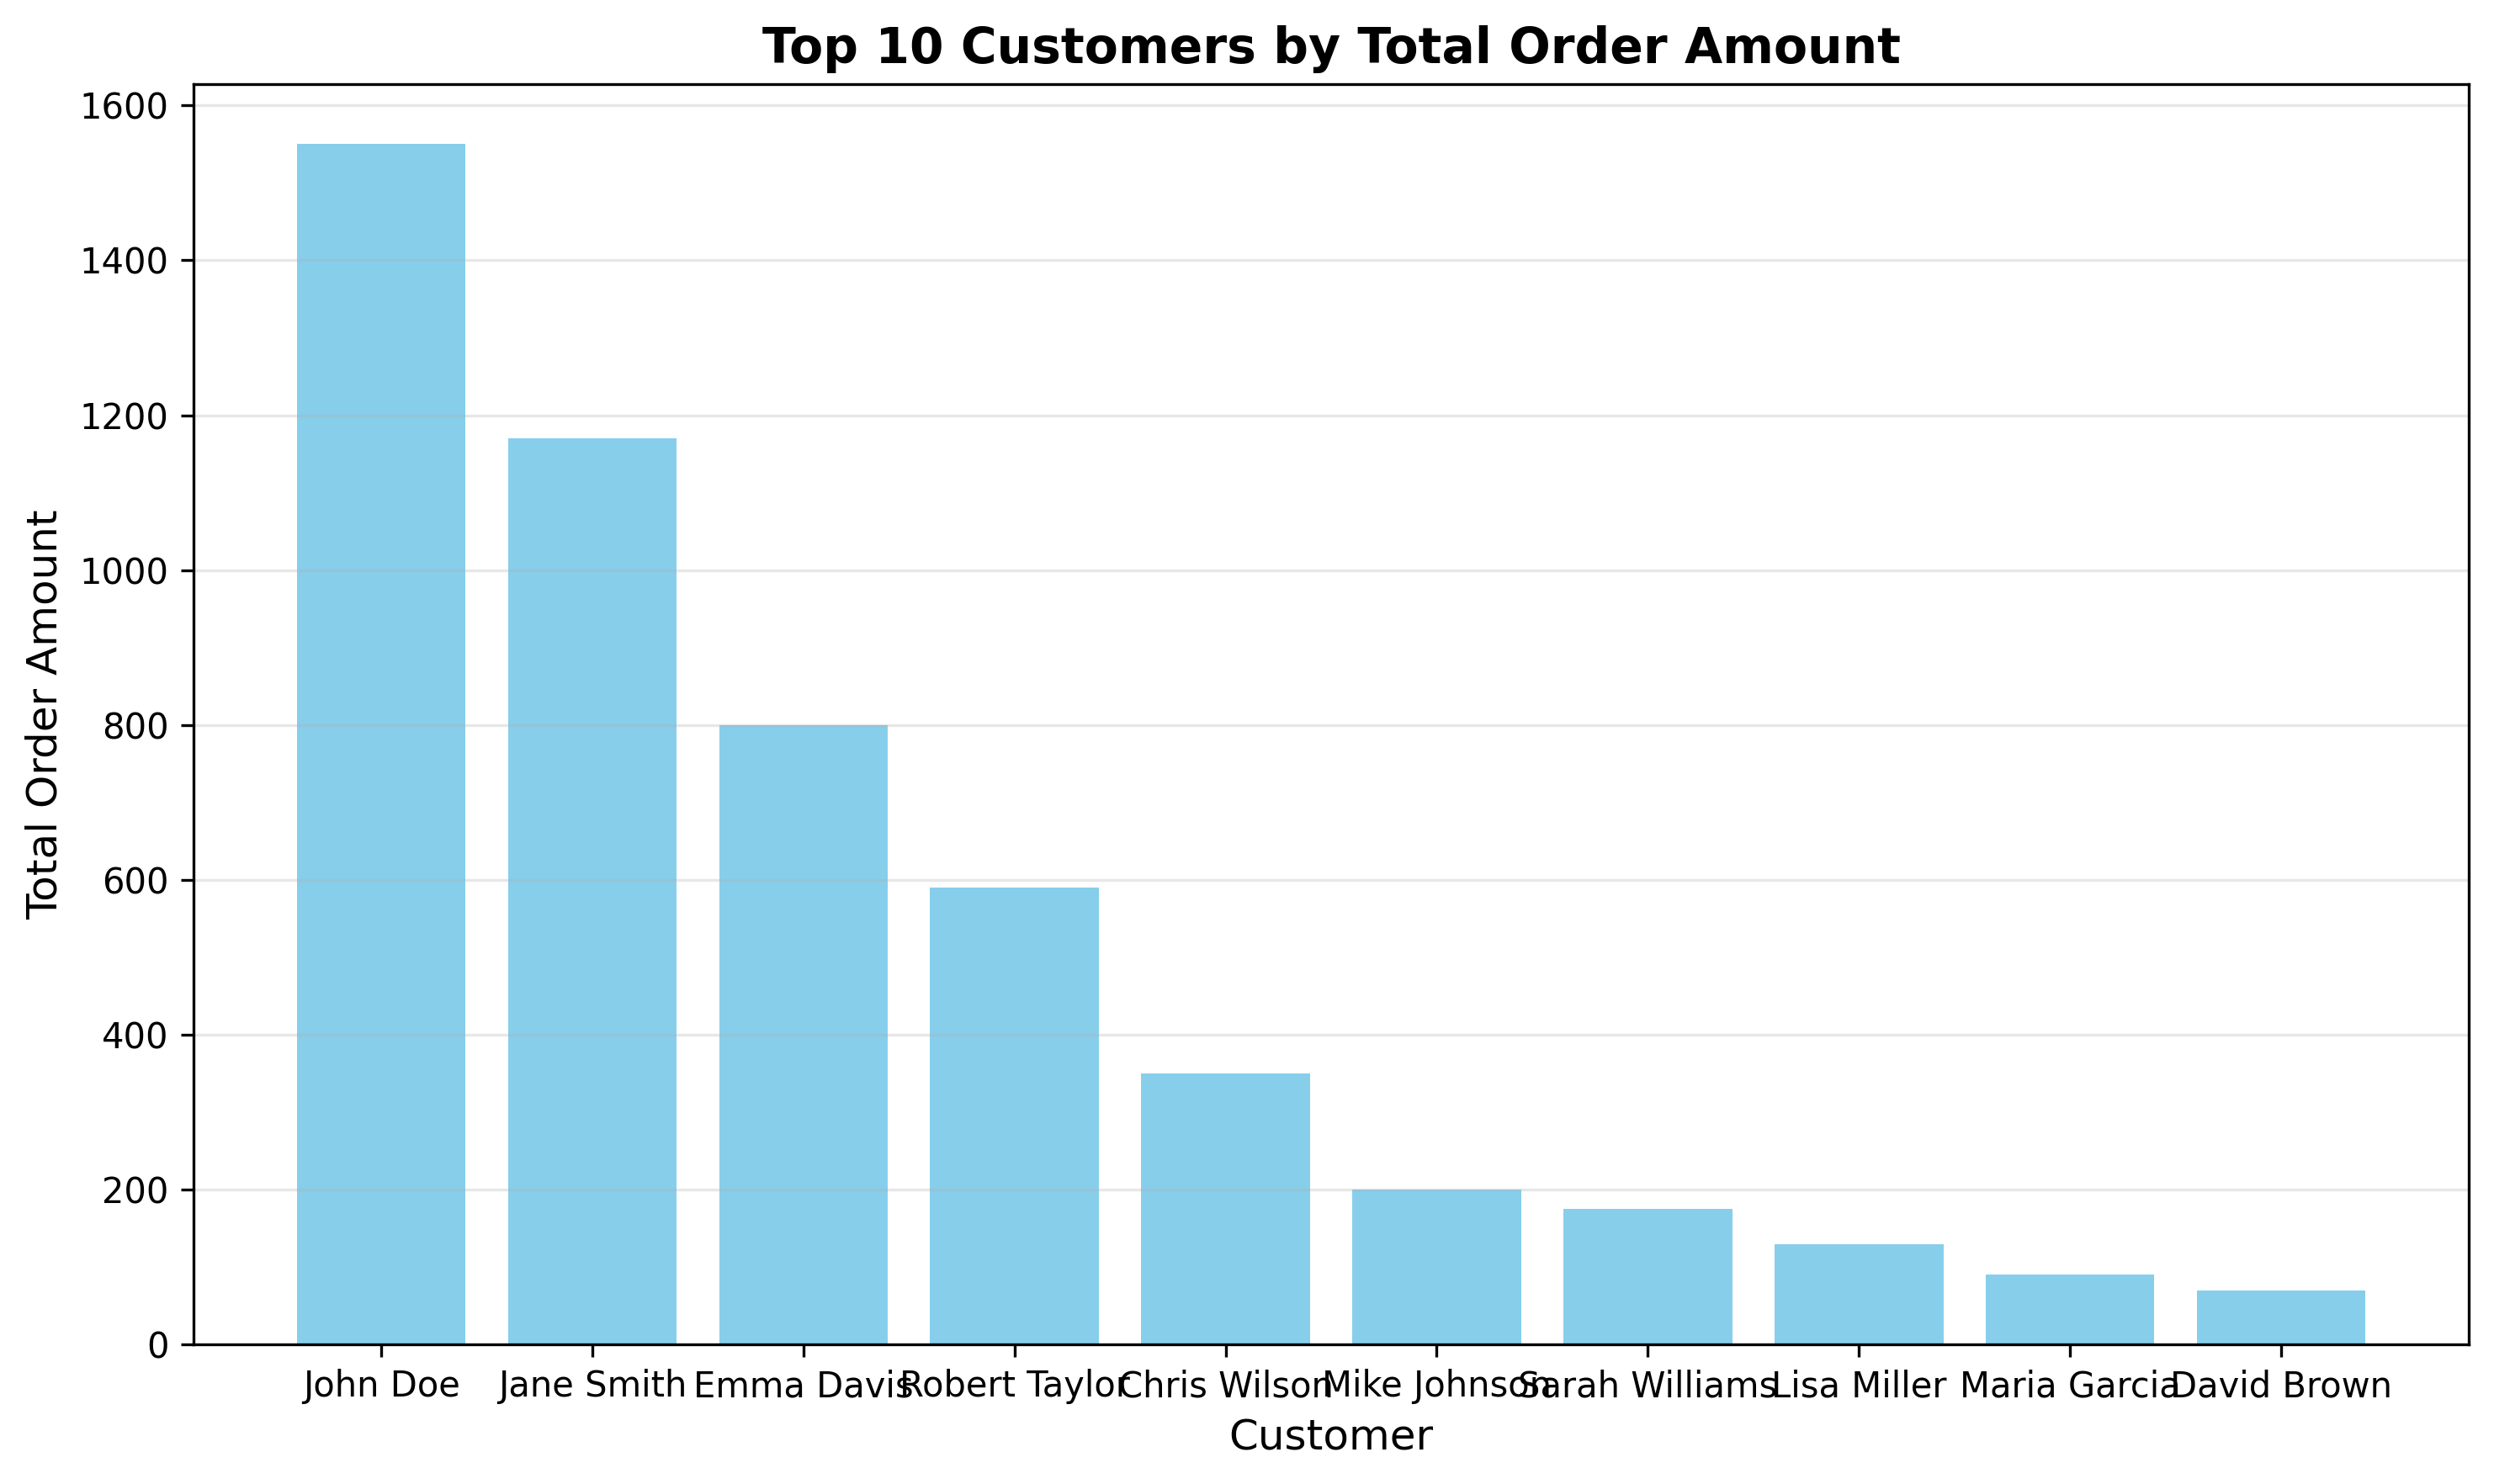 Top 10 Customers by Total Order Amount
1600
1400
1200
1000
800
600
400
200
0
Total Order Amount
John Doe Jane Smith Emma Davis Robert Taylor Chris Wilson Mike Johnson Sarah Williams Lisa Miller Maria Garcia David Brown
Customer